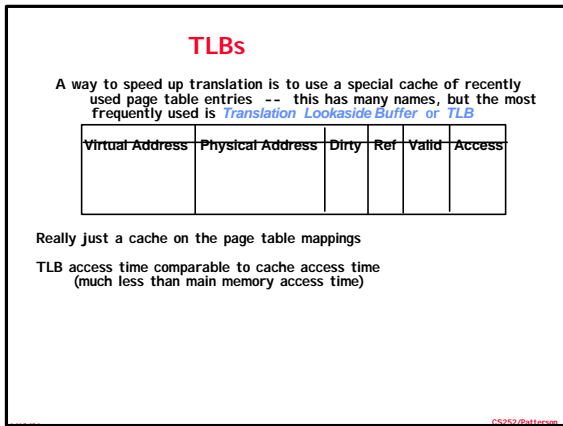 TLBs
A way to speed up translation is to use a special cache of recently
used page table entries -- this has many names, but the most
frequently used is Translation Lookaside Buffer or TLB
Virtual Address Physical Address Dirty Ref Valid Access
Really just a cache on the page table mappings
TLB access time comparable to cache access time
(much less than main memory access time)
CS252/Patterson